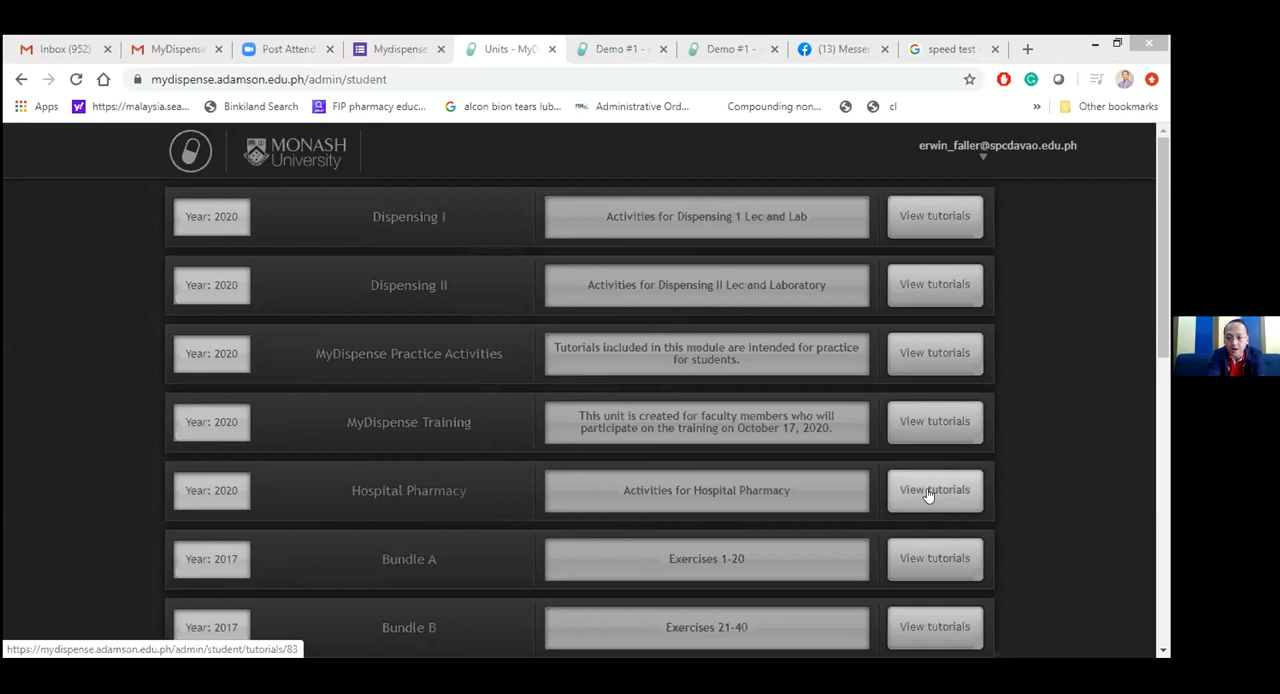 Inbox (952)
MyDispense
Post Attend
Mydispense
Units - MyD
Demo #1 -
Demo #1 -
(13) Messer
speed test -
mydispense.adamson.edu.ph/admin/student
Apps
https://malaysia.sea...
Binkiland Search
FIP pharmacy educ...
alcon bion tears lub...
Administrative Ord...
Compounding non...
cl
»
Other bookmarks
MONASH
University
erwin_faller@spcdavao.edu.ph
Year: 2020
Dispensing I
Activities for Dispensing 1 Lec and Lab
View tutorials
Year: 2020
Dispensing II
Activities for Dispensing II Lec and Laboratory
View tutorials
Year: 2020
MyDispense Practice Activities
Tutorials included in this module are intended for practice
for students.
View tutorials
Year: 2020
MyDispense Training
This unit is created for faculty members who will
participate on the training on October 17, 2020.
View tutorials
Year: 2020
Hospital Pharmacy
Activities for Hospital Pharmacy
View tutorials
Year: 2017
Bundle A
Exercises 1-20
View tutorials
Year: 2017
Bundle B
Exercises 21-40
View tutorials
https://mydispense.adamson.edu.ph/admin/student/tutorials/83